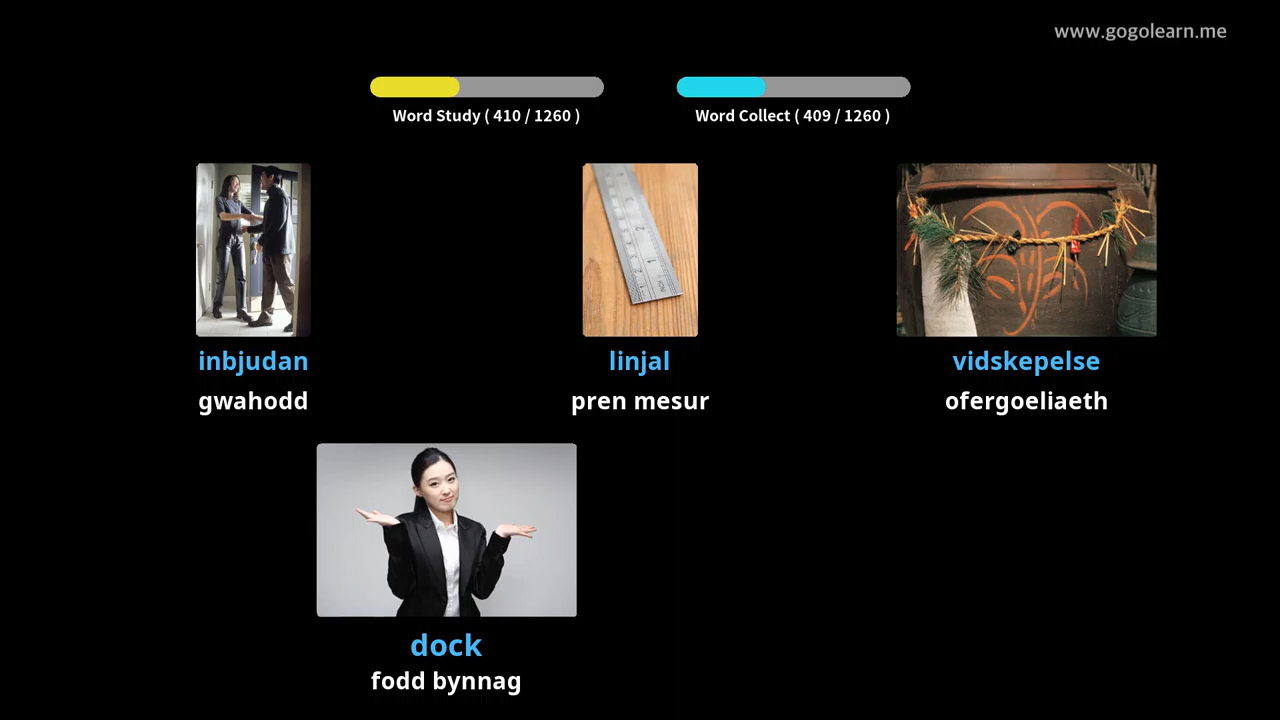 www.gogolearn.me
Word Study ( 410 / 1260 )
Word Collect ( 409 / 1260 )
inbjudan
gwahodd
linjal
pren mesur
vidskepelse
ofergoeliaeth
dock
fodd bynnag